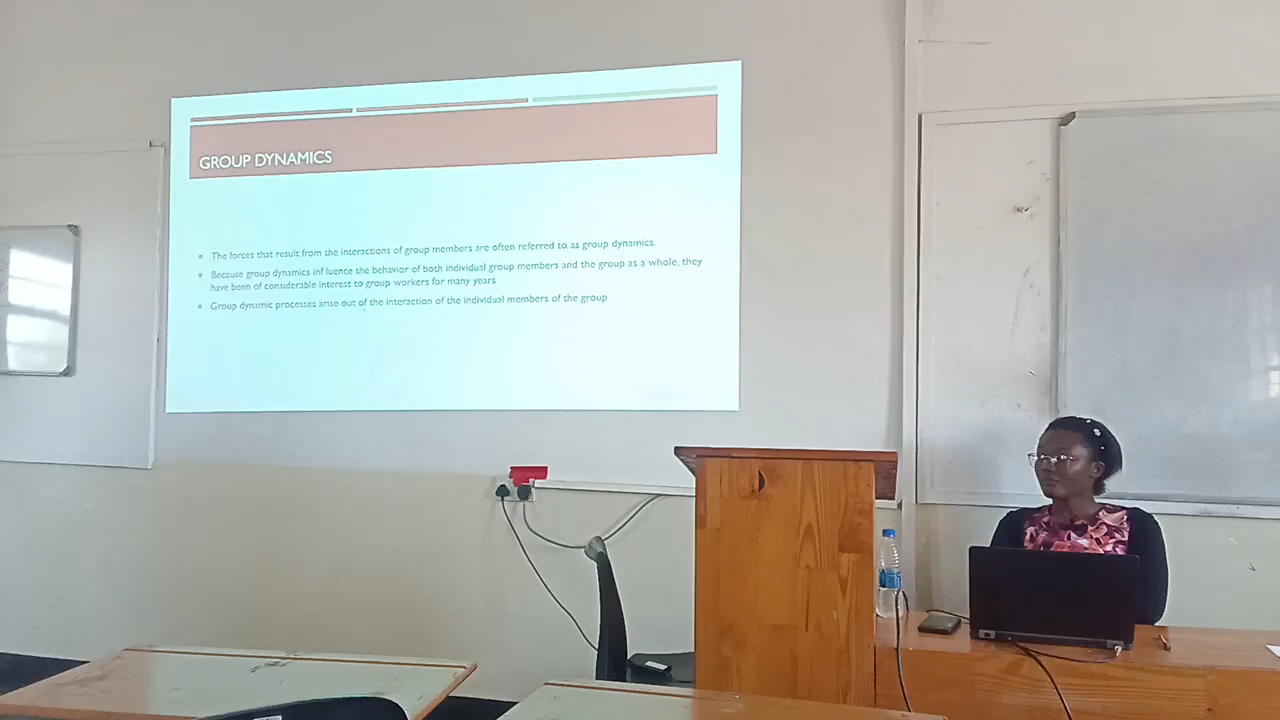 GROUP DYNAMICS
The forces that result from the interactions of group members are often referred to as group dynamics.
Because group dynamics inf luence the behavior of both individual group members and the group as a whole, they
have been of considerable interest to group workers for many years
Group dynamic processes arise out of the interaction of the individual members of the group